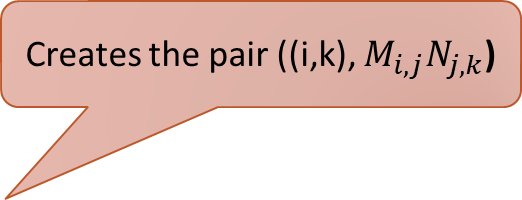 Creates the pair ((i,k), $M_{i,j}N_{j,k}$)